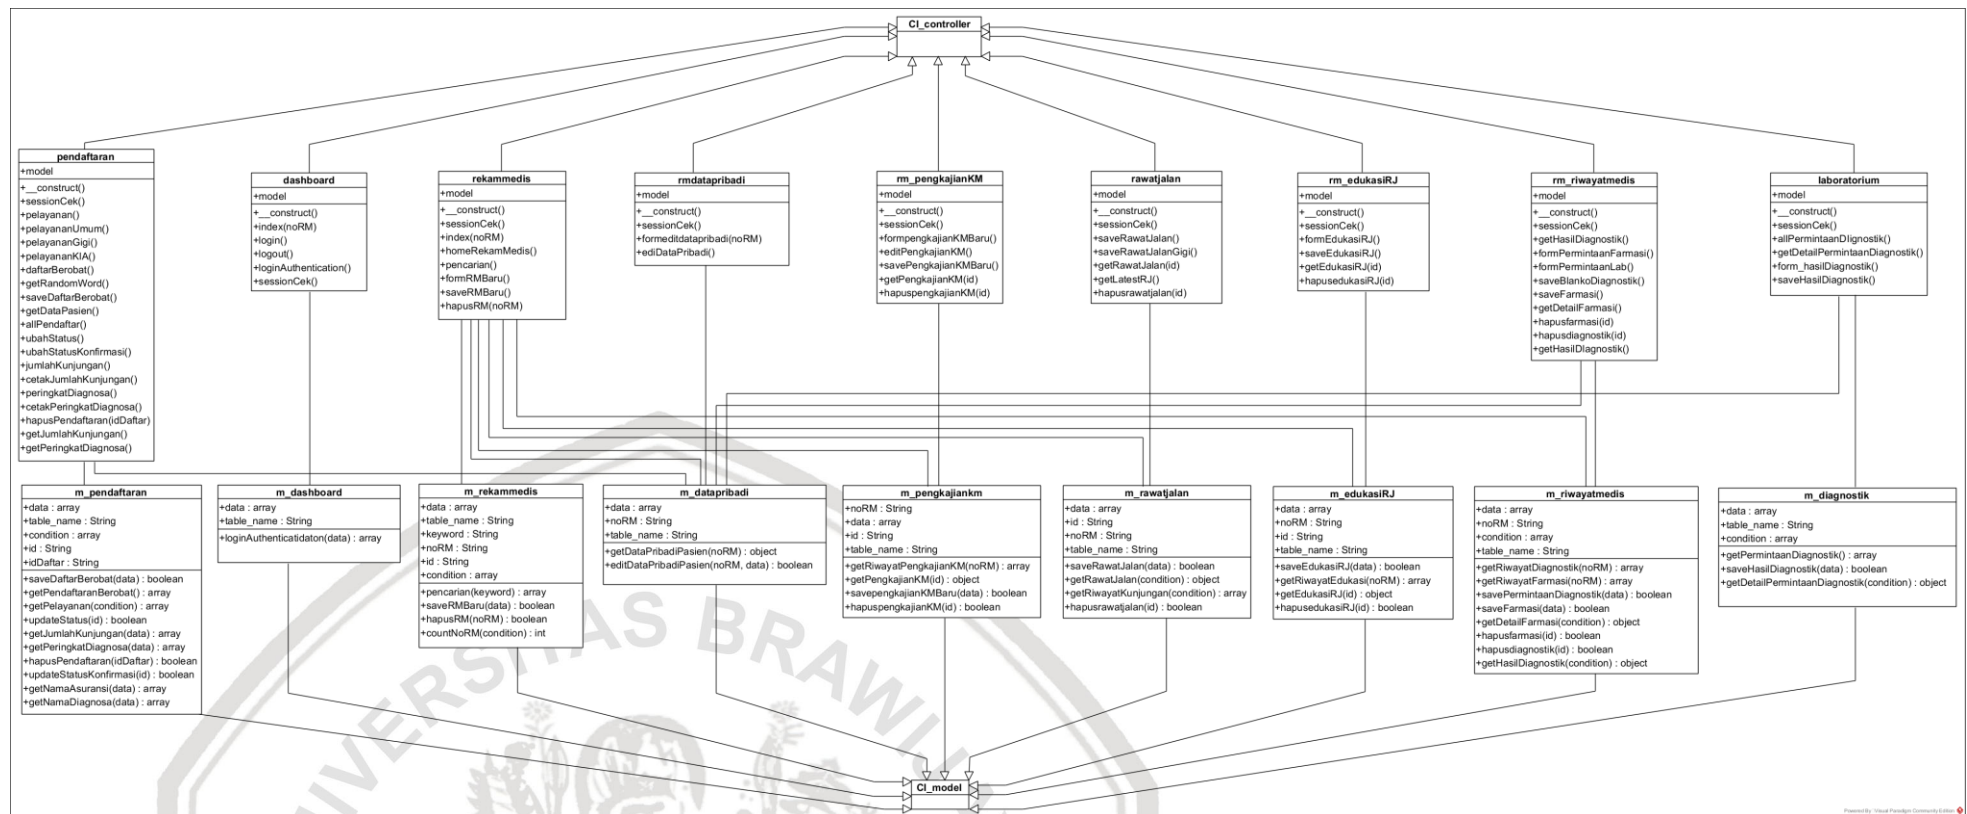 CI_controller
pendaftaran
+model
+__construct()
+sessionCek()
+pelayanan()
+pelayananUmum()
+pelayananGigi()
+pelayananKIA()
+daftarBerobat()
+getRandomWord()
+saveDaftarBerobat()
+getDataPasien()
+allPendaftar()
+ubahStatus()
+ubahStatusKonfirmasi()
+jumlahKunjungan()
+cetakJumlahKunjungan()
+peringkatDiagnosa()
+cetakPeringkatDiagnosa()
+hapusPendaftaran(idDaftar)
+getJumlahKunjungan()
+getPeringkatDiagnosa()
dashboard
+model
+__construct()
+index(noRM)
+login()
+logout()
+loginAuthentication()
+sessionCek()
rekammedis
+model
+__construct()
+sessionCek()
+index(noRM)
+homeRekamMedis()
+pencarian()
+formRMBaru()
+saveRMBaru()
+hapusRM(noRM)
rmdatapribadi
+model
+__construct()
+sessionCek()
+formeditdatapribadi(noRM)
+ediDataPribadi()
rm_pengkajianKM
+model
+__construct()
+sessionCek()
+formpengkajianKMBaru()
+editPengkajianKM()
+savePengkajianKMBaru()
+getPengkajianKM(id)
+hapuspengkajianKM(id)
rawatjalan
+model
+__construct()
+sessionCek()
+saveRawatJalan()
+saveRawatJalanGigi()
+getRawatJalan(id)
+getLatestRJ()
+hapusrawatjalan(id)
rm_edukasiRJ
+model
+__construct()
+sessionCek()
+formEdukasiRJ()
+saveEdukasiRJ()
+getEdukasiRJ(id)
+hapusedukasiRJ(id)
rm_riwayatmedis
+model
+__construct()
+sessionCek()
+getHasilDiagnostik()
+formPermintaanFarmasi()
+formPermintaanLab()
+saveBlankoDiagnostik()
+saveFarmasi()
+getDetailFarmasi()
+hapusfarmasi(id)
+hapusdiagnostik(id)
+getHasilDIagnostik()
laboratorium
+model
+__construct()
+sessionCek()
+allPermintaanDIignostik()
+getDetailPermintaanDiagnostik()
+form_hasilDiagnostik()
+saveHasilDiagnostik()
m_pendaftaran
+data : array
+table_name : String
+condition : array
+id : String
+idDaftar : String
+saveDaftarBerobat(data) : boolean
+getPendaftaranBerobat() : array
+getPelayanan(condition) : array
+updateStatus(id) : boolean
+getJumlahKunjungan(data) : array
+getPeringkatDiagnosa(data) : array
+hapusPendaftaran(idDaftar) : boolean
+updateStatusKonfirmasi(id) : boolean
+getNamaAsuransi(data) : array
+getNamaDiagnosa(data) : array
m_dashboard
+data : array
+table_name : String
+loginAuthenticatidaton(data) : array
m_rekammedis
+data : array
+table_name : String
+keyword : String
+noRM : String
+id : String
+condition : array
+pencarian(keyword) : array
+saveRMBaru(data) : boolean
+hapusRM(noRM) : boolean
+countNoRM(condition) : int
m_datapribadi
+data : array
+noRM : String
+table_name : String
+getDataPribadiPasien(noRM) : object
+editDataPribadiPasien(noRM, data) : boolean
m_pengkajiankm
+noRM : String
+data : array
+id : String
+table_name : String
+getRiwayatPengkajianKM(noRM) : array
+getPengkajianKM(id) : object
+savepengkajianKMBaru(data) : boolean
+hapuspengkajianKM(id) : boolean
m_rawatjalan
+data : array
+id : String
+noRM : String
+table_name : String
+saveRawatJalan(data) : boolean
+getRawatJalan(condition) : object
+getRiwayatKunjungan(condition) : array
+hapusrawatjalan(id) : boolean
m_edukasiRJ
+data : array
+noRM : String
+id : String
+table_name : String
+saveEdukasiRJ(data) : boolean
+getRiwayatEdukasi(noRM) : array
+getEdukasiRJ(id) : object
+hapusedukasiRJ(id) : boolean
m_riwayatmedis
+data : array
+noRM : String
+condition : array
+table_name : String
+getRiwayatDiagnostik(noRM) : array
+getRiwayatFarmasi(noRM) : array
+savePermintaanDiagnostik(data) : boolean
+saveFarmasi(data) : boolean
+getDetailFarmasi(condition) : object
+hapusfarmasi(id) : boolean
+hapusdiagnostik(id) : boolean
+getHasilDiagnostik(condition) : object
m_diagnostik
+data : array
+table_name : String
+condition : array
+getPermintaanDiagnostik() : array
+saveHasilDiagnostik(data) : boolean
+getDetailPermintaanDiagnostik(condition) : object
CI_model
Powered By Visual Paradigm Community Edition